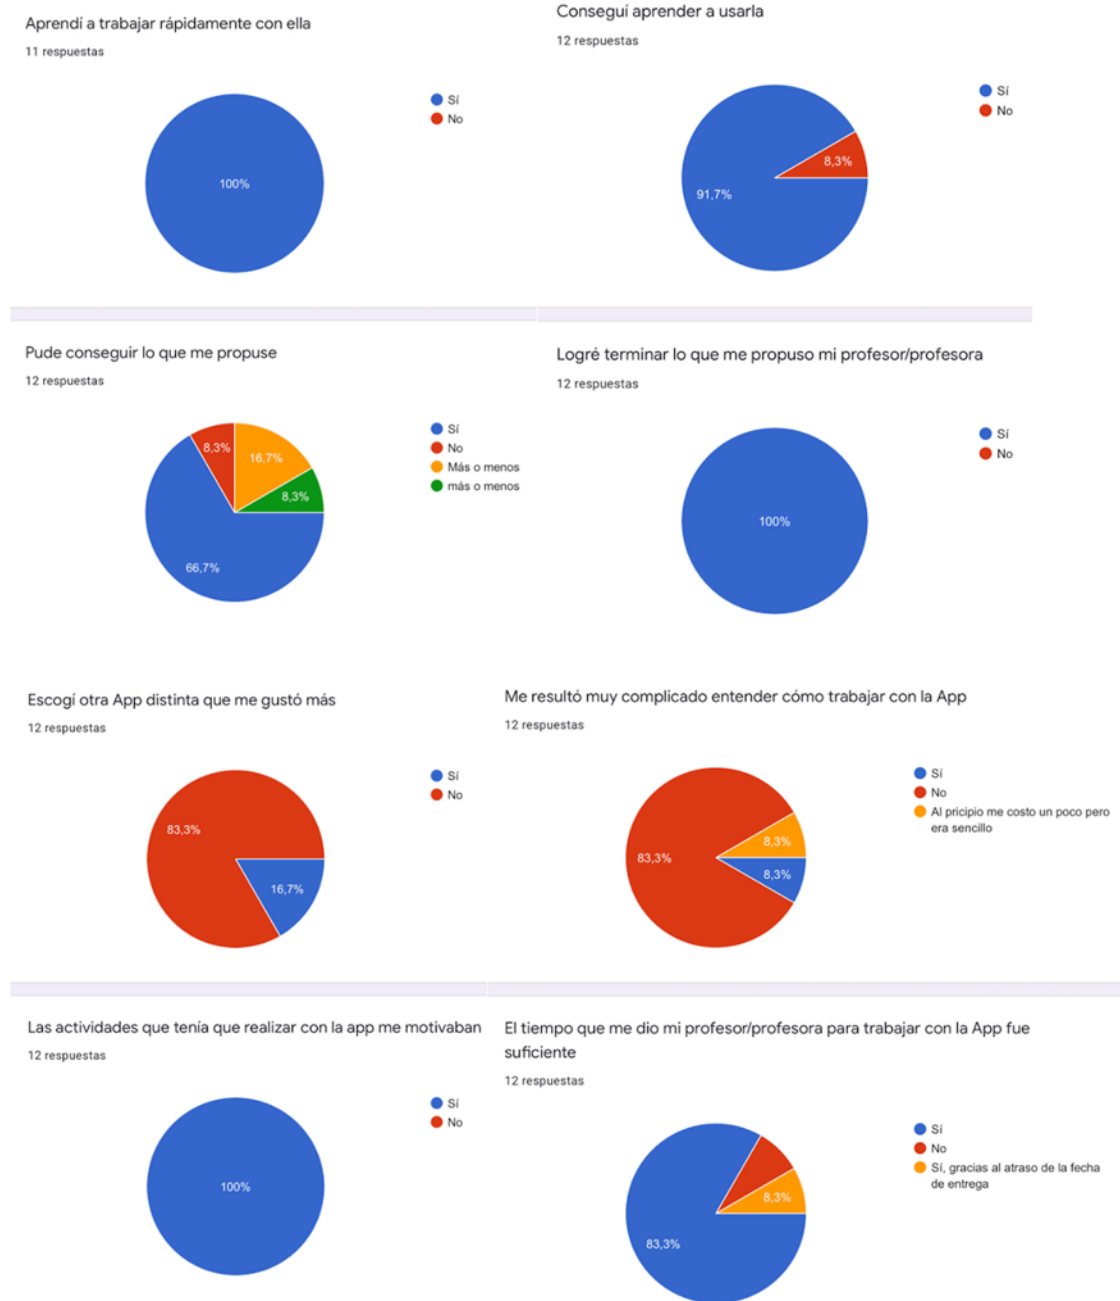 Aprendí a trabajar rápidamente con ella
11 respuestas
Sí
No
100%
Conseguí aprender a usarla
12 respuestas
Sí
No
8,3%
91,7%
Pude conseguir lo que me propuse
12 respuestas
Sí
No
Más o menos
más o menos
8,3%
16,7%
8,3%
66,7%
Logré terminar lo que me propuso mi profesor/profesora
12 respuestas
Sí
No
100%
Escogí otra App distinta que me gustó más
12 respuestas
Sí
No
83,3%
16,7%
Me resultó muy complicado entender cómo trabajar con la App
12 respuestas
Sí
No
Al pricipio me costo un poco pero
era sencillo
8,3%
83,3%
8,3%
Las actividades que tenía que realizar con la app me motivaban
12 respuestas
Sí
No
100%
El tiempo que me dio mi profesor/profesora para trabajar con la App fue
suficiente
12 respuestas
Sí
No
Sí, gracias al atraso de la fecha
de entrega
8,3%
83,3%